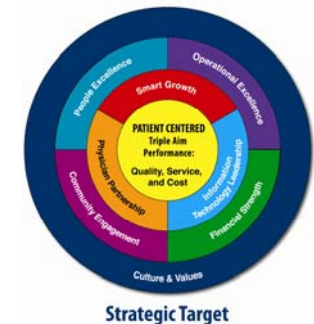 People Excellence
Operational Excellence
Smart Growth
PATIENT CENTERED
Triple Aim
Performance:
Quality, Service,
and Cost
Physician Partnership
Information
Technology Leadership
Community Engagement
Financial Strength
Culture & Values
Strategic Target